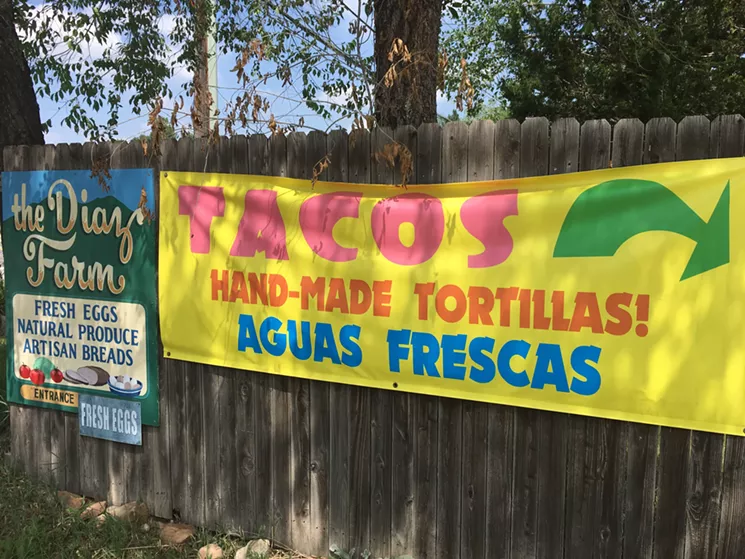 the Diaz
Farm
FRESH EGGS
NATURAL PRODUCE
ARTISAN BREADS
ENTRANCE
FRESH EGGS
TACOS
HAND-MADE TORTILLAS!
AGUAS FRESCAS